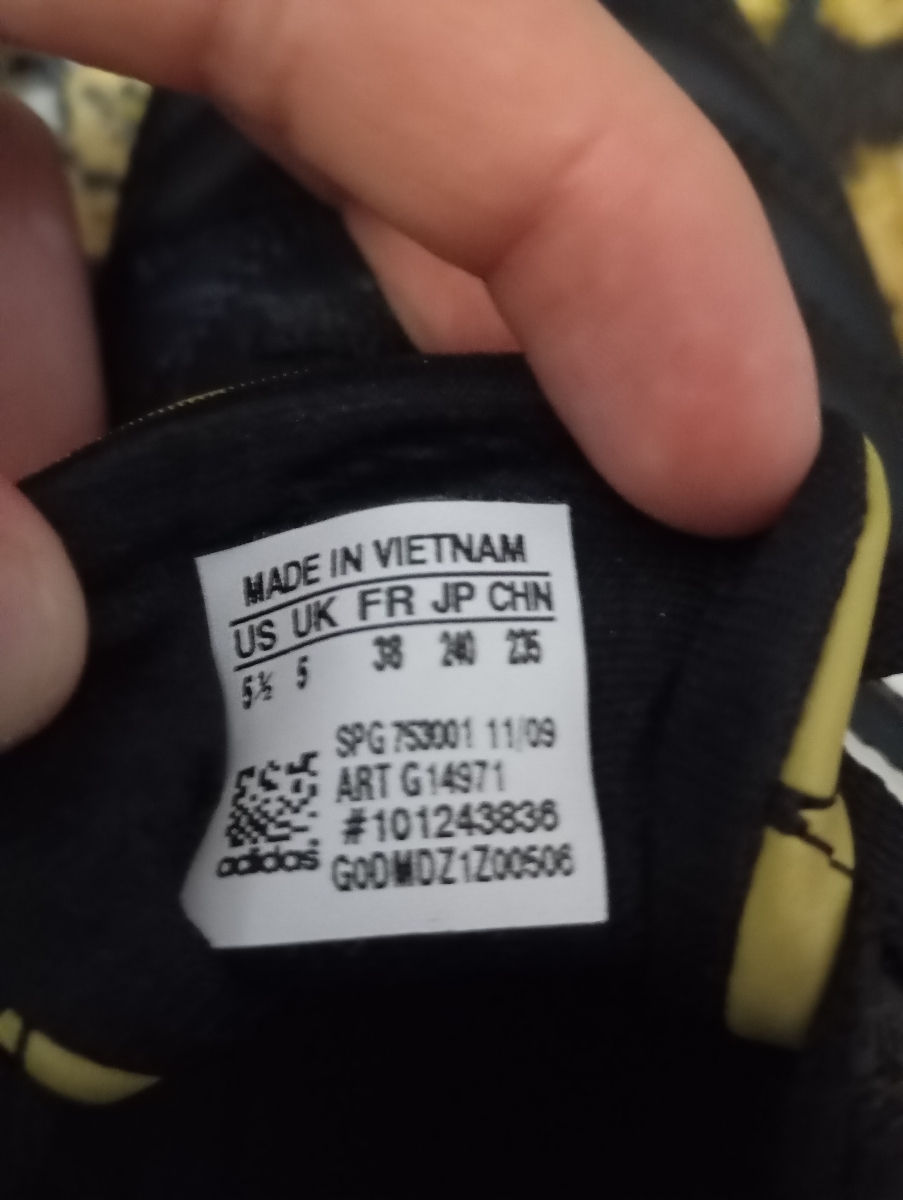 MADE IN VIETNAM
US UK FR JP CHN
5½ 5 38 240 235
SPG 753001 11/09
ART G14971
#101243836
adidas G0DMDZ1Z00506